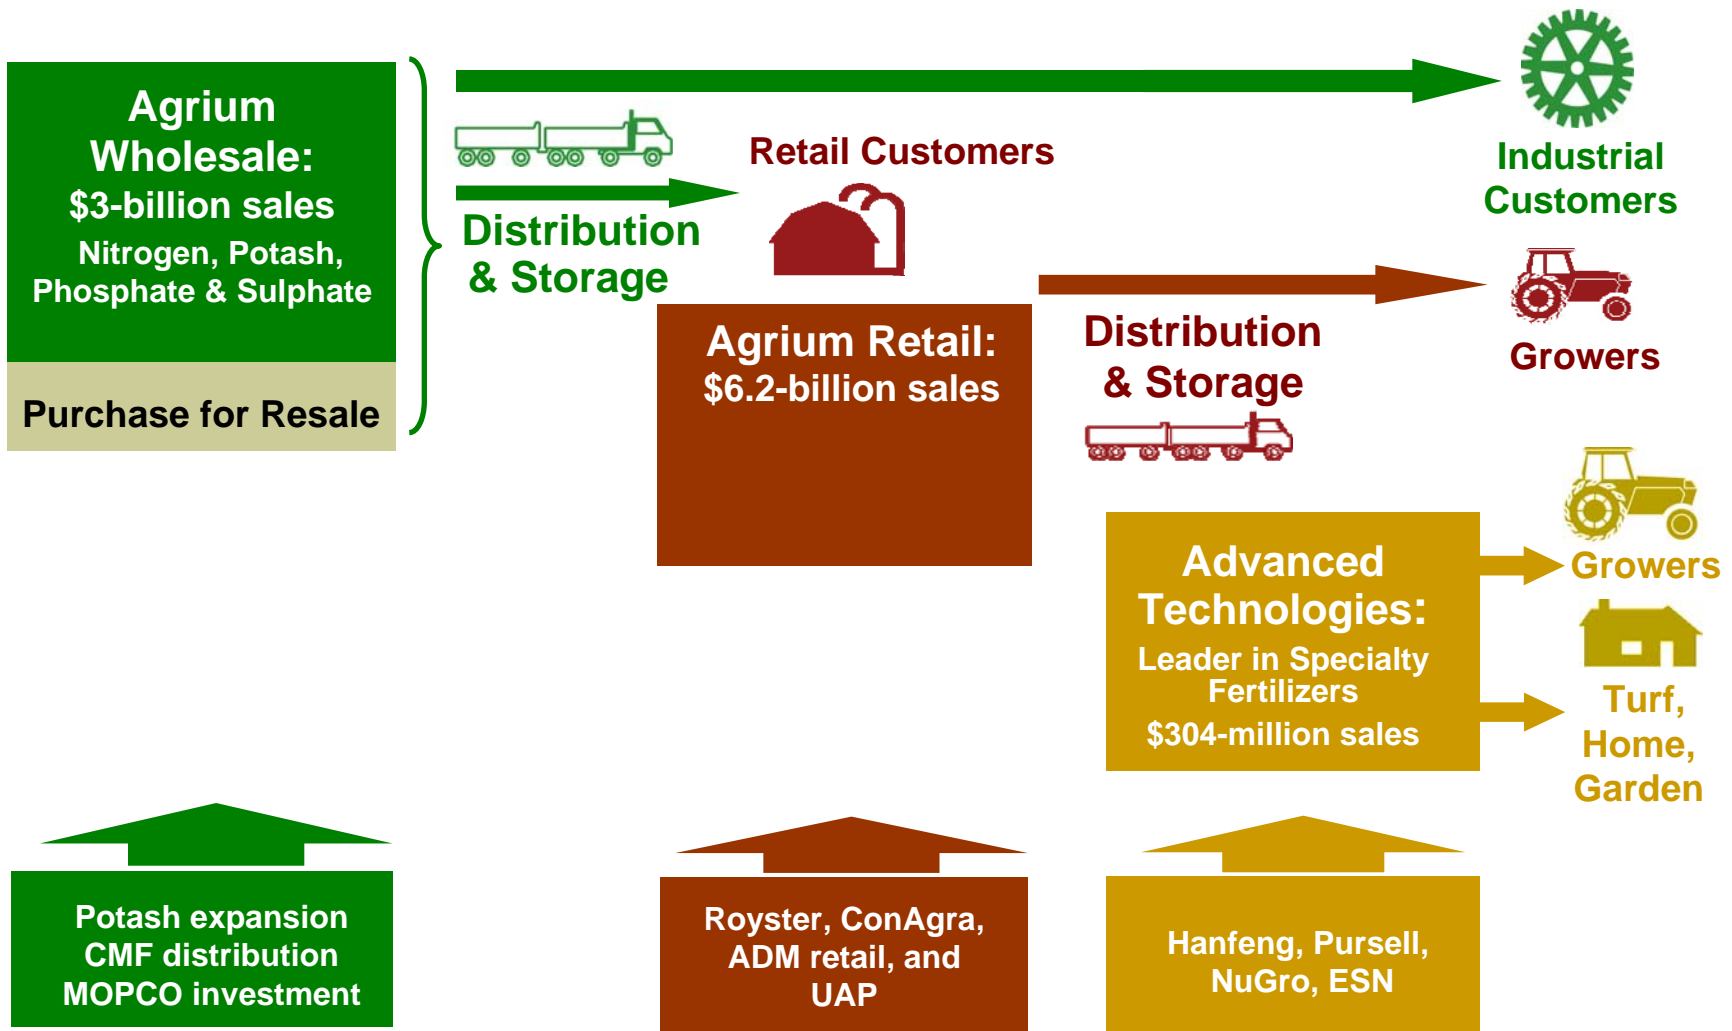 Agrium
Wholesale:
$3-billion sales
Nitrogen, Potash,
Phosphate & Sulphate
Purchase for Resale
Distribution
& Storage
Retail Customers
Industrial
Customers
Agrium Retail:
$6.2-billion sales
Distribution
& Storage
Growers
Advanced
Technologies:
Leader in Specialty
Fertilizers
$304-million sales
Growers
Turf,
Home,
Garden
Potash expansion
CMF distribution
MOPCO investment
Royster, ConAgra,
ADM retail, and
UAP
Hanfeng, Pursell,
NuGro, ESN